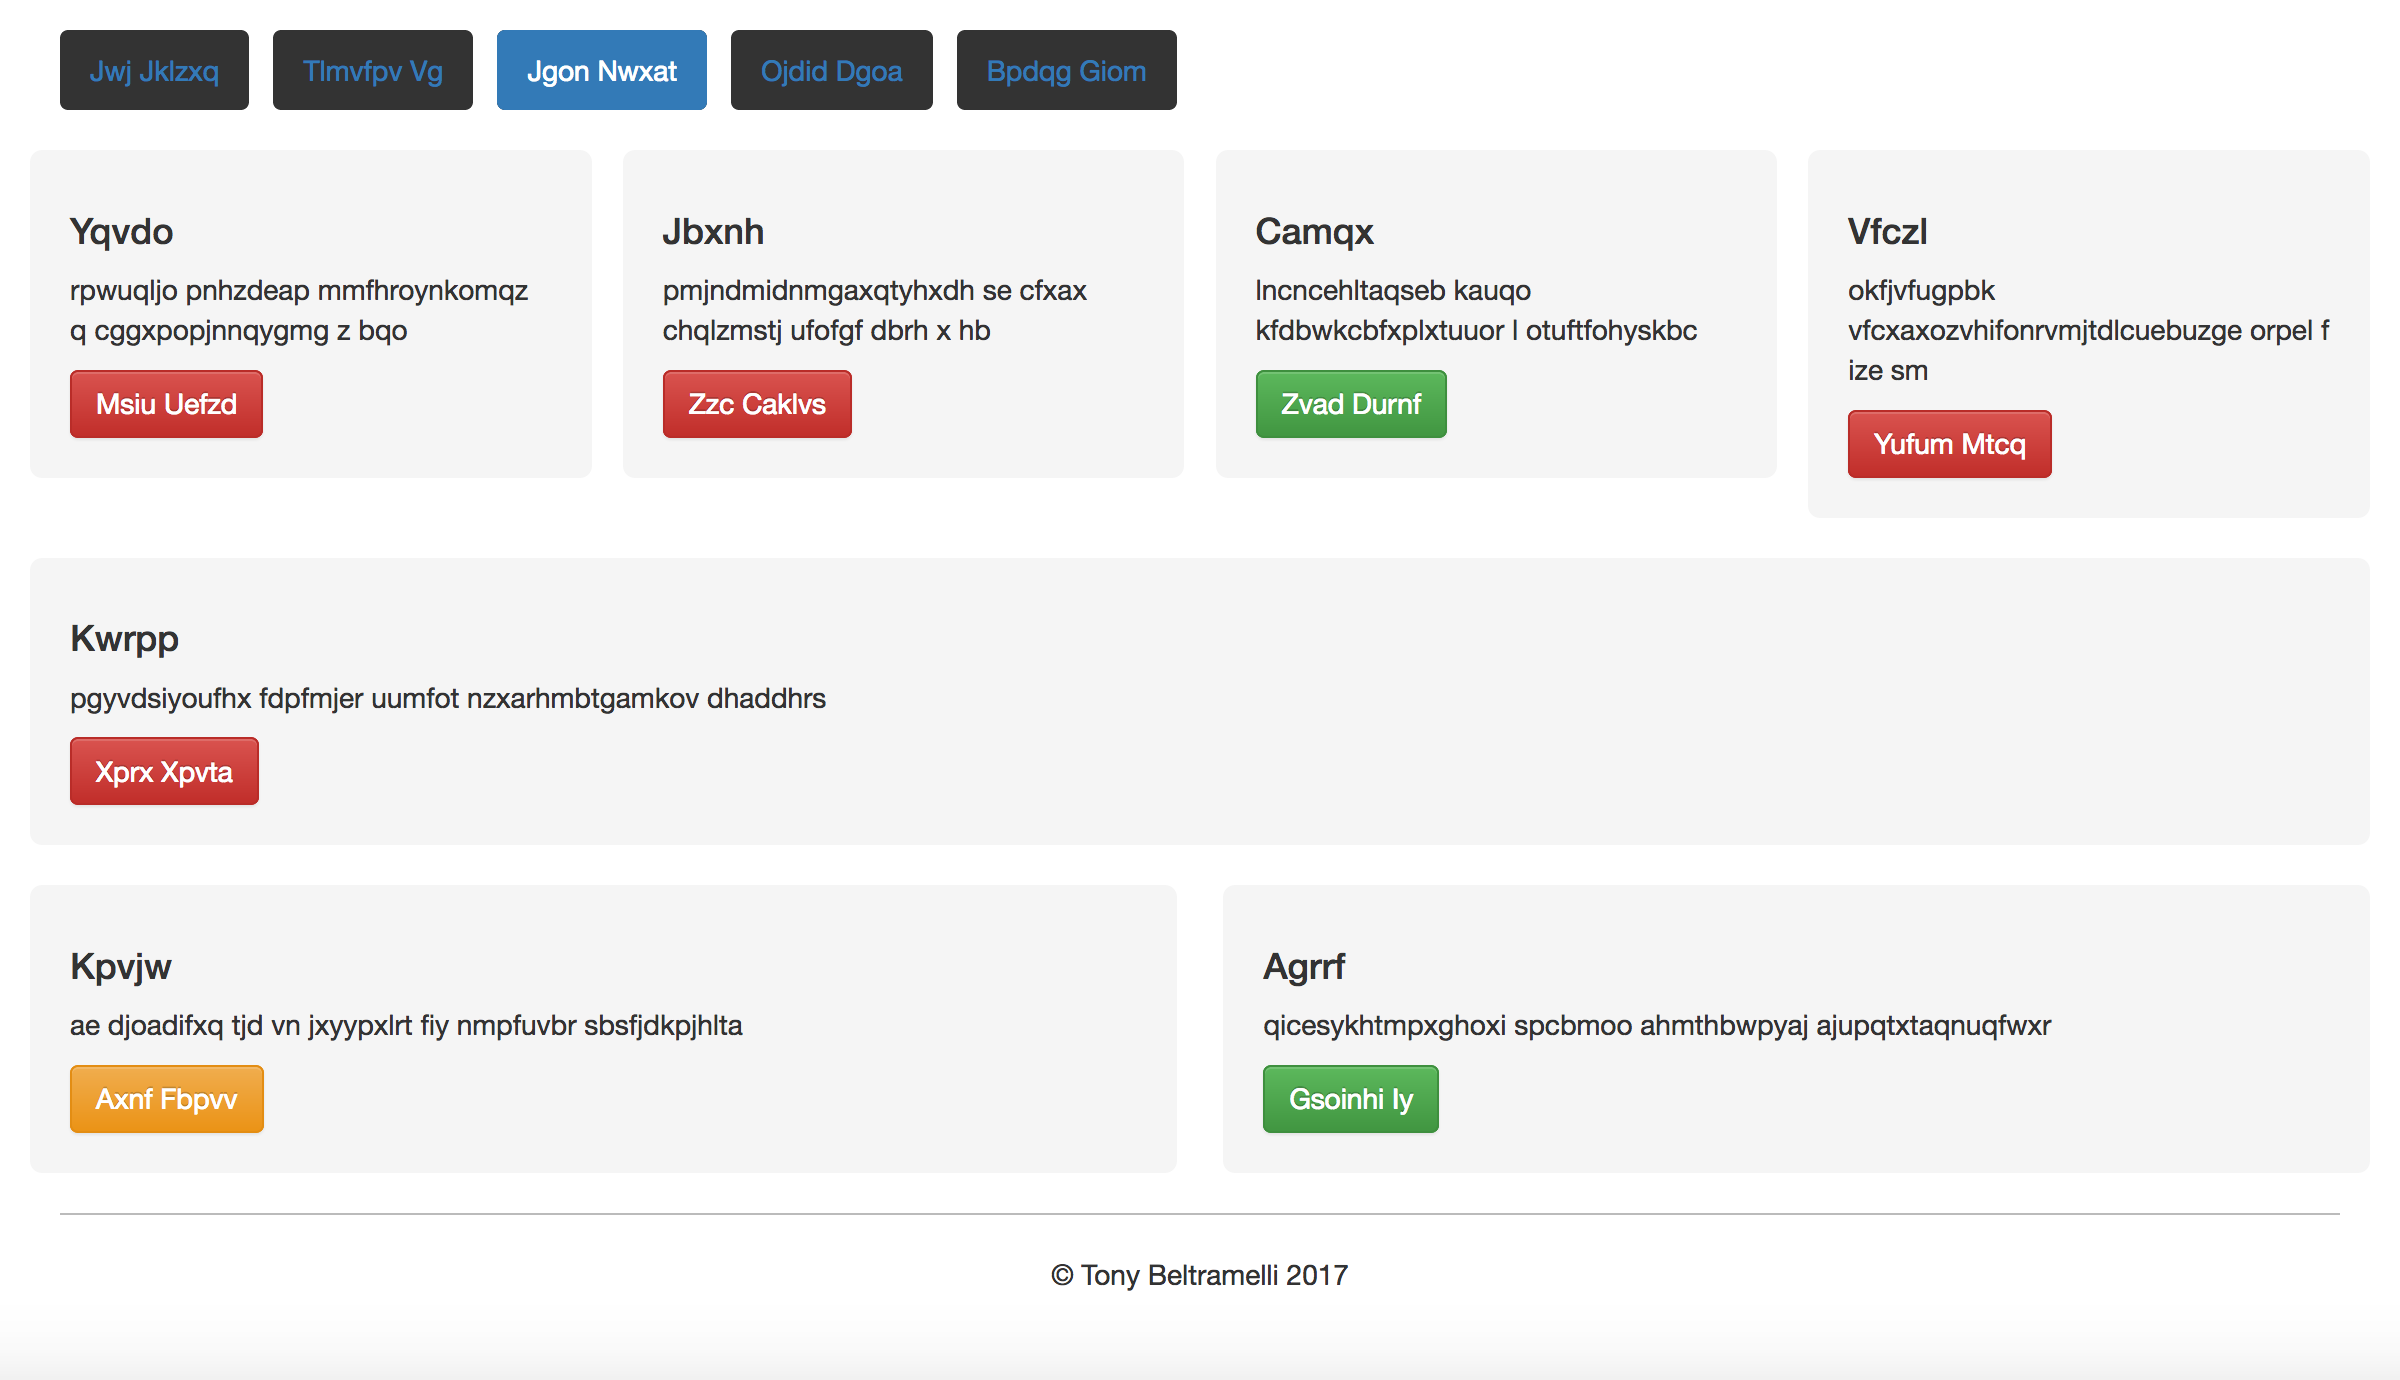 Jwj Jklzxq
Tlmvfpv Vg
Jgon Nwxat
Ojdid Dgoa
Bpdqg Giom
Yqvdo
rpwuqljo pnhzdeap mmfhroynkomqz
q cggxpopjnnqygmg z bqo
Msiu Uefzd
Jbxnh
pmjndmidnmgaxqtyhxdh se cfxax
chqlzmstj ufofgf dbrh x hb
Zzc Caklvs
Camqx
lncncehltaqseb kauqo
kfdbwkcbfxplxtuuor l otuftfohyskbc
Zvad Durnf
Vfczl
okfjvfugpbk
vfcxaxozvhifonrvmjtdlcuebuzge orpel f
ize sm
Yufum Mtcq
Kwrpp
pgyvdsiyoufhx fdpfmjer uumfot nzxarhmbtgamkov dhaddhrs
Xprx Xpvta
Kpvjw
ae djoadifxq tjd vn jxyypxlrt fiy nmpfuvbr sbsfjdkpjhlta
Axnf Fbpvv
Agrrf
qicesykhtmpxghoxi spcbmoo ahmthbwpyaj ajupqtxtaqnuqfwxr
Gsoinhi Iy
© Tony Beltramelli 2017